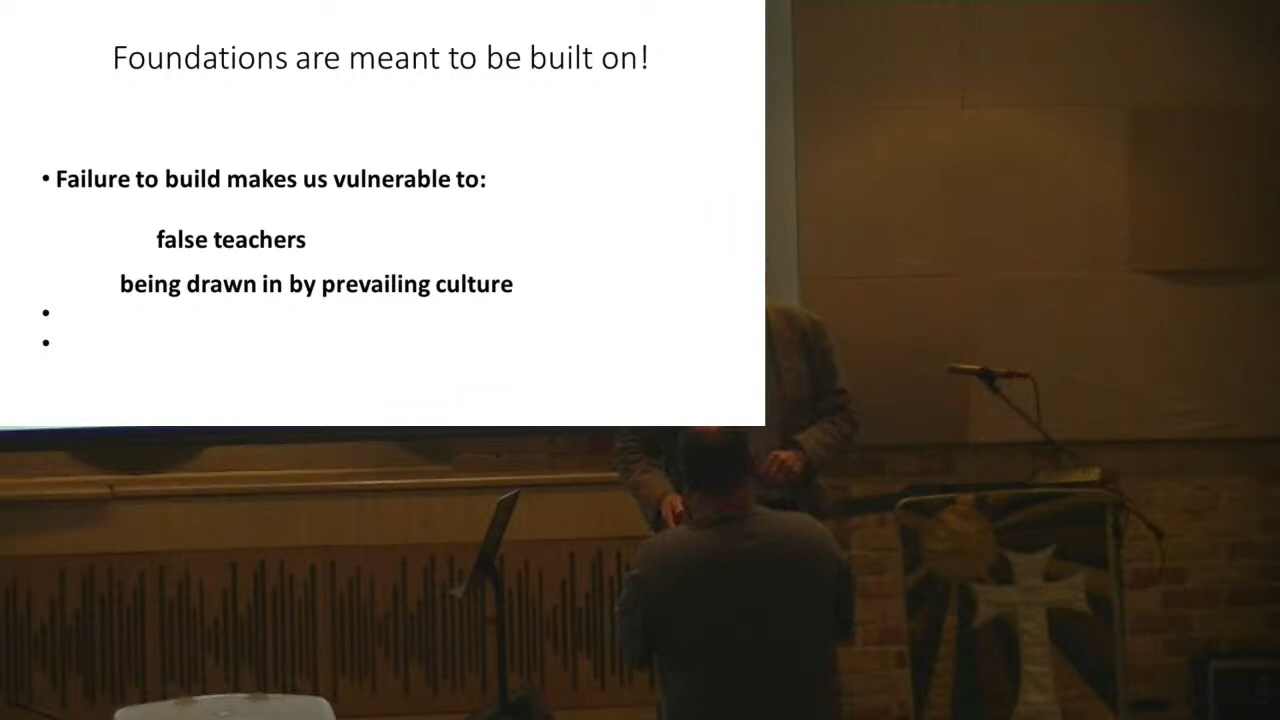 Foundations are meant to be built on!
• Failure to build makes us vulnerable to:
false teachers
being drawn in by prevailing culture
•
•